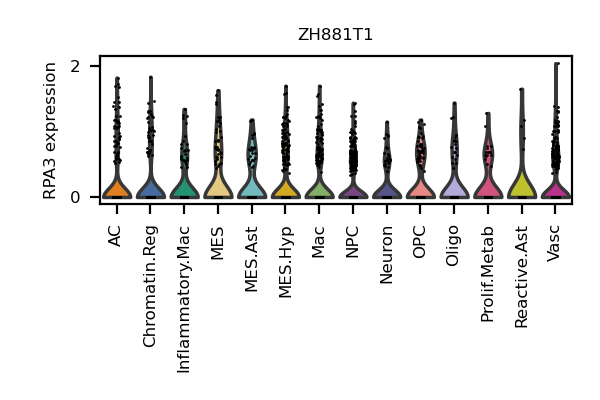 ZH881T1
RPA3 expression
2
0
AC
Chromatin.Reg
Inflammatory.Mac
MES
MES.Ast
MES.Hyp
Mac
NPC
Neuron
OPC
Oligo
Prolif.Metab
Reactive.Ast
Vasc